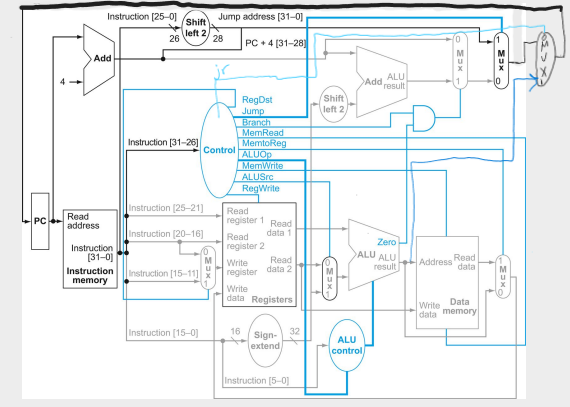 Instruction [25–0]
Shift
left 2
Jump address [31–0]
26
28
PC + 4 [31–28]
Add
4
jr
0
M
u
x
1
1
M
u
x
0
0
M
U
X
1
Add
ALU
result
Shift
left 2
RegDst
Jump
Branch
MemRead
MemtoReg
ALUOp
MemWrite
ALUSrc
RegWrite
Control
Instruction [31–26]
PC
Read
address
Instruction
[31–0]
Instruction
memory
Instruction [25–21]
Instruction [20–16]
Instruction [15–11]
0
M
u
x
1
Read
register 1
Read
register 2
Write
register
Write
data
Read
data 1
Read
data 2
Registers
0
M
u
x
1
Zero
ALU
ALU
result
Address
Read
data
Write
data
Data
memory
1
M
u
x
0
Instruction [15–0]
16
Sign-
extend
32
ALU
control
Instruction [5–0]